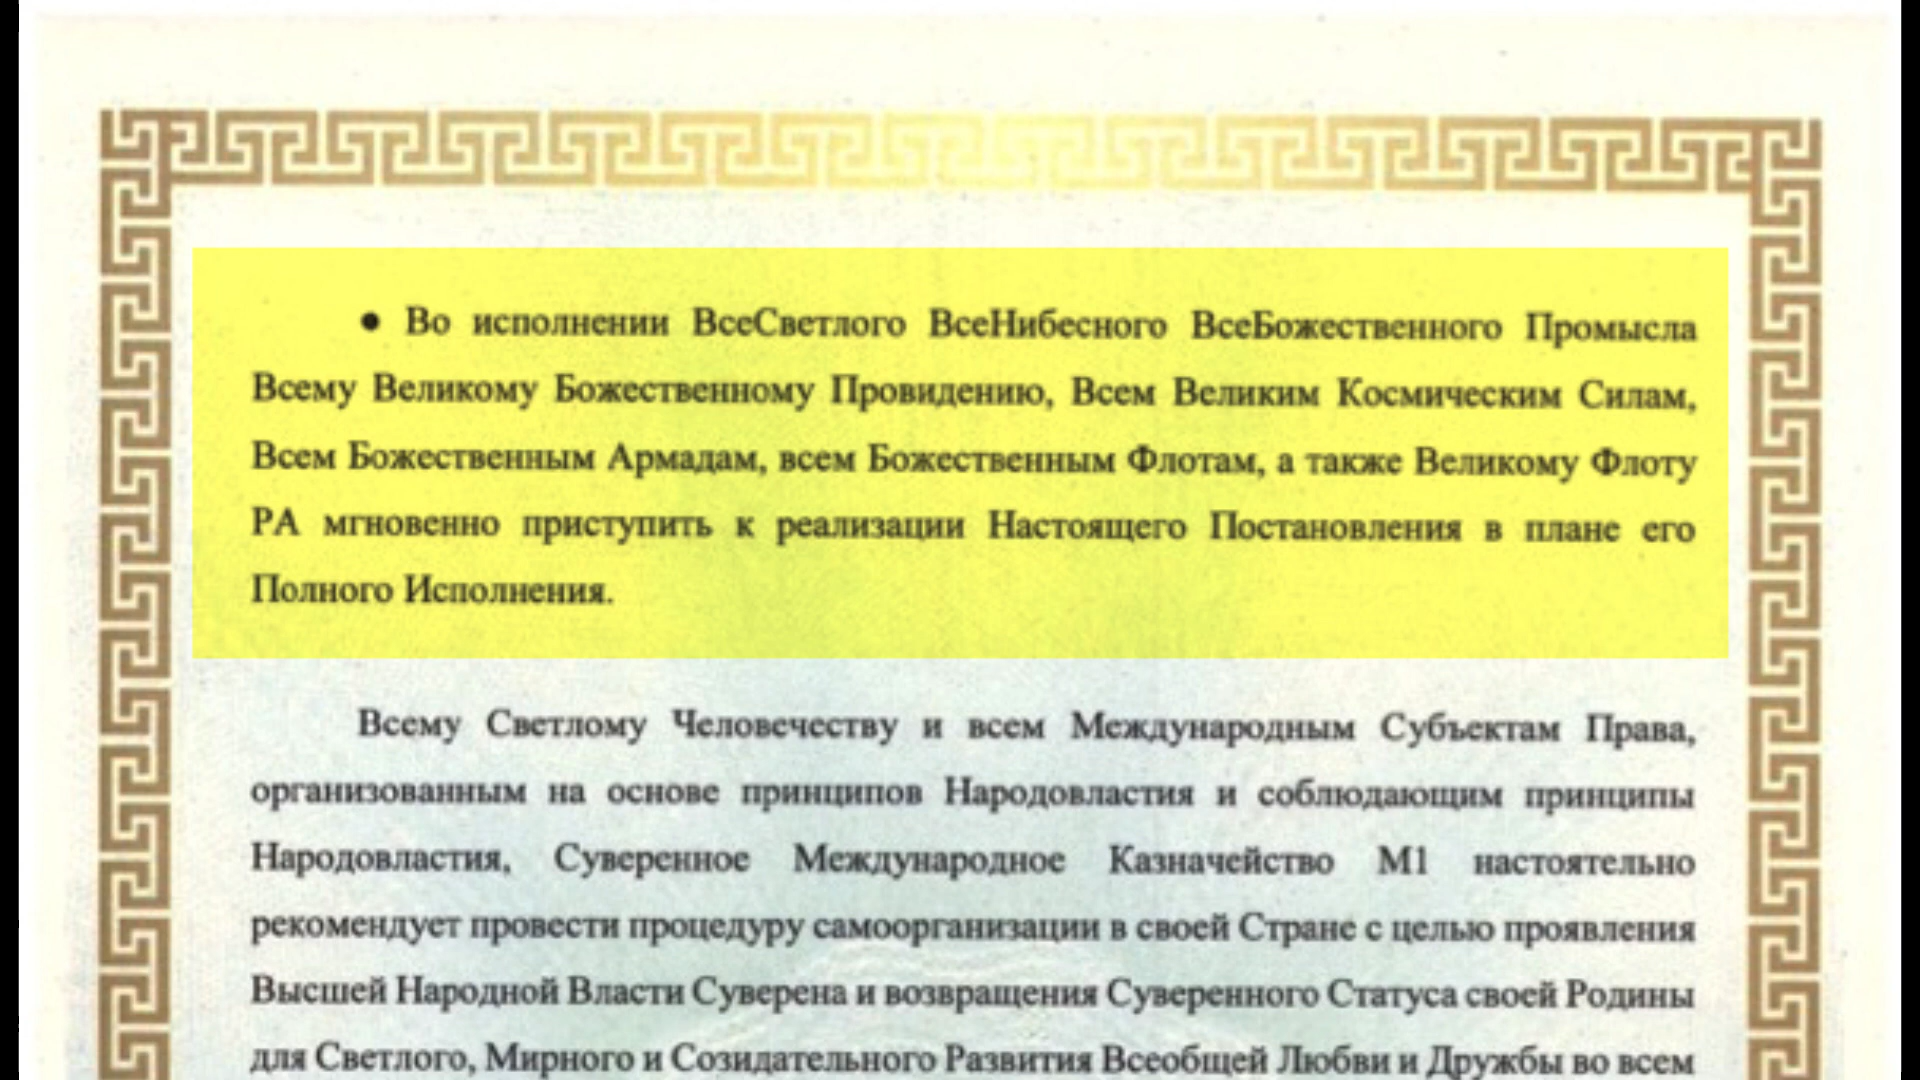 ● Во исполнении ВсеСветлого ВсеНибесного ВсеБожественного Промысла
Всему Великому Божественному Провидению, Всем Великим Космическим Силам,
Всем Божественным Армадам, всем Божественным Флотам, а также Великому Флоту
РА мгновенно приступить к реализации Настоящего Постановления в плане его
Полного Исполнения.
Всему Светлому Человечеству и всем Международным Субъектам Права,
организованным на основе принципов Народовластия и соблюдающим принципы
Народовластия, Суверенное Международное Казначейство М1 настоятельно
рекомендует провести процедуру самоорганизации в своей Стране с целью проявления
Высшей Народной Власти Суверена и возвращения Суверенного Статуса своей Родины
для Светлого, Мирного и Созидательного Развития Всеобщей Любви и Дружбы во всем